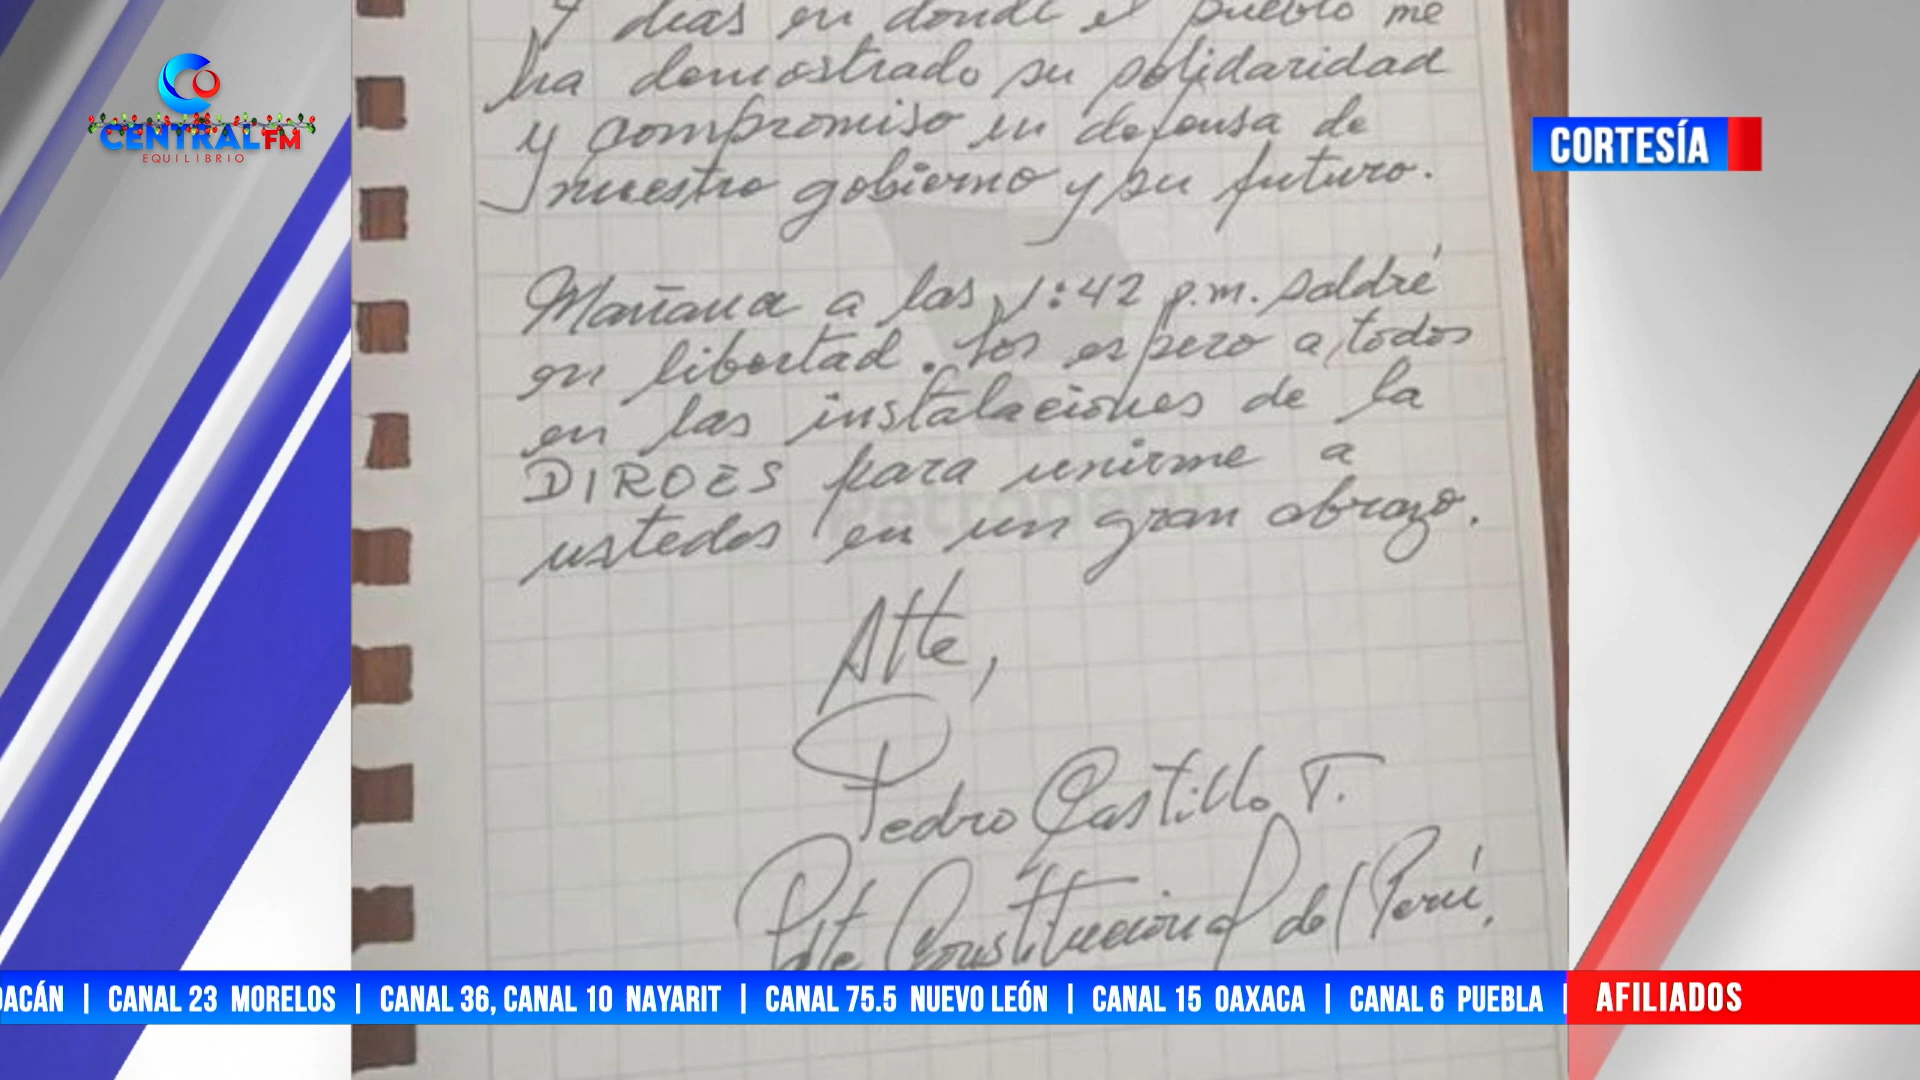 CENTRAL FM
EQUILIBRIO
CORTESÍA
7 días en donde el pueblo me
ha demostrado su solidaridad
y compromiso en defensa de
nuestro gobierno y su futuro.
Mañana a las 1:42 p.m. saldré
en libertad. Los espero a todos
en las instalaciones de la
DIROES para unirme a
ustedes en un gran abrazo.
petroperu
Atte,
Pedro Castillo T.
Pdte Constitucional del Perú.
OACÁN | CANAL 23 MORELOS | CANAL 36, CANAL 10 NAYARIT | CANAL 75.5 NUEVO LEÓN | CANAL 15 OAXACA | CANAL 6 PUEBLA |
AFILIADOS